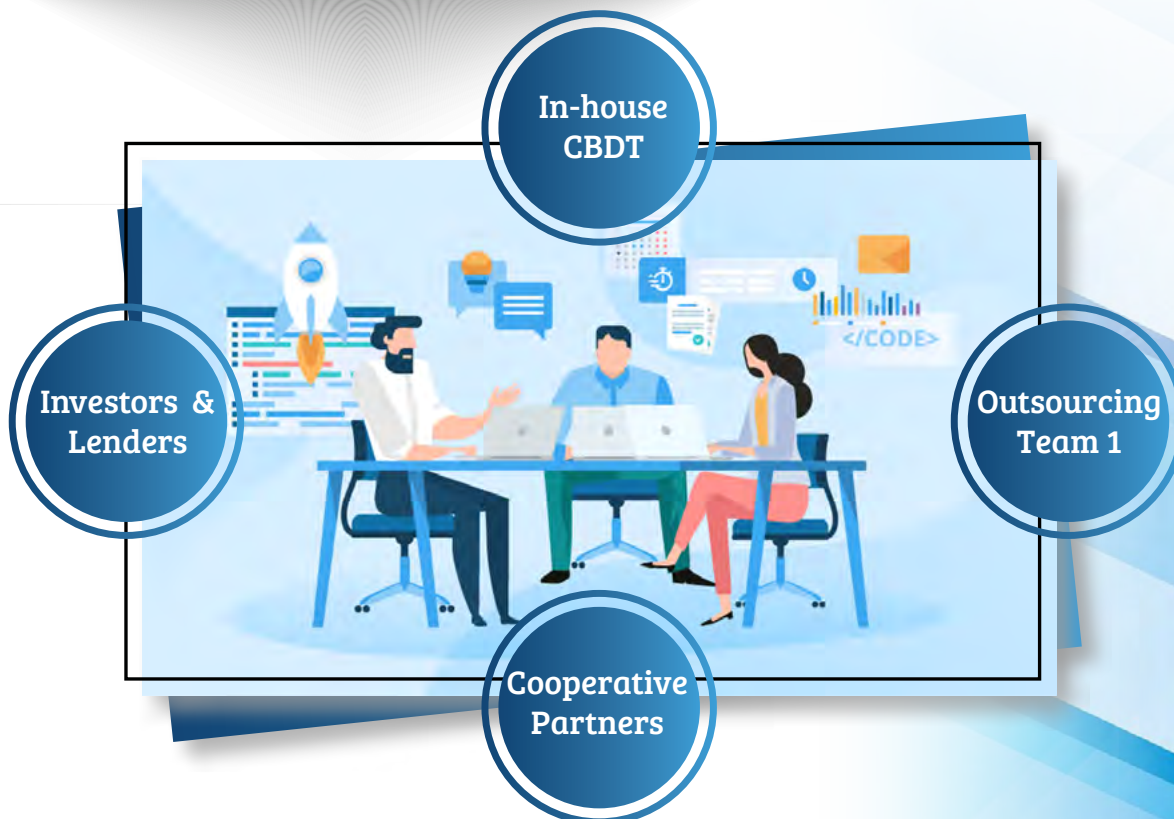 In-house
CBDT
</CODE>
Investors &
Lenders
Outsourcing
Team 1
Cooperative
Partners